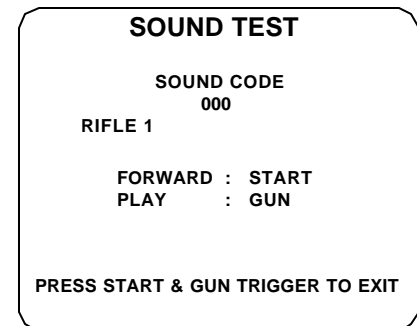 SOUND TEST
SOUND CODE
000
RIFLE 1
FORWARD : START
PLAY : GUN
PRESS START & GUN TRIGGER TO EXIT